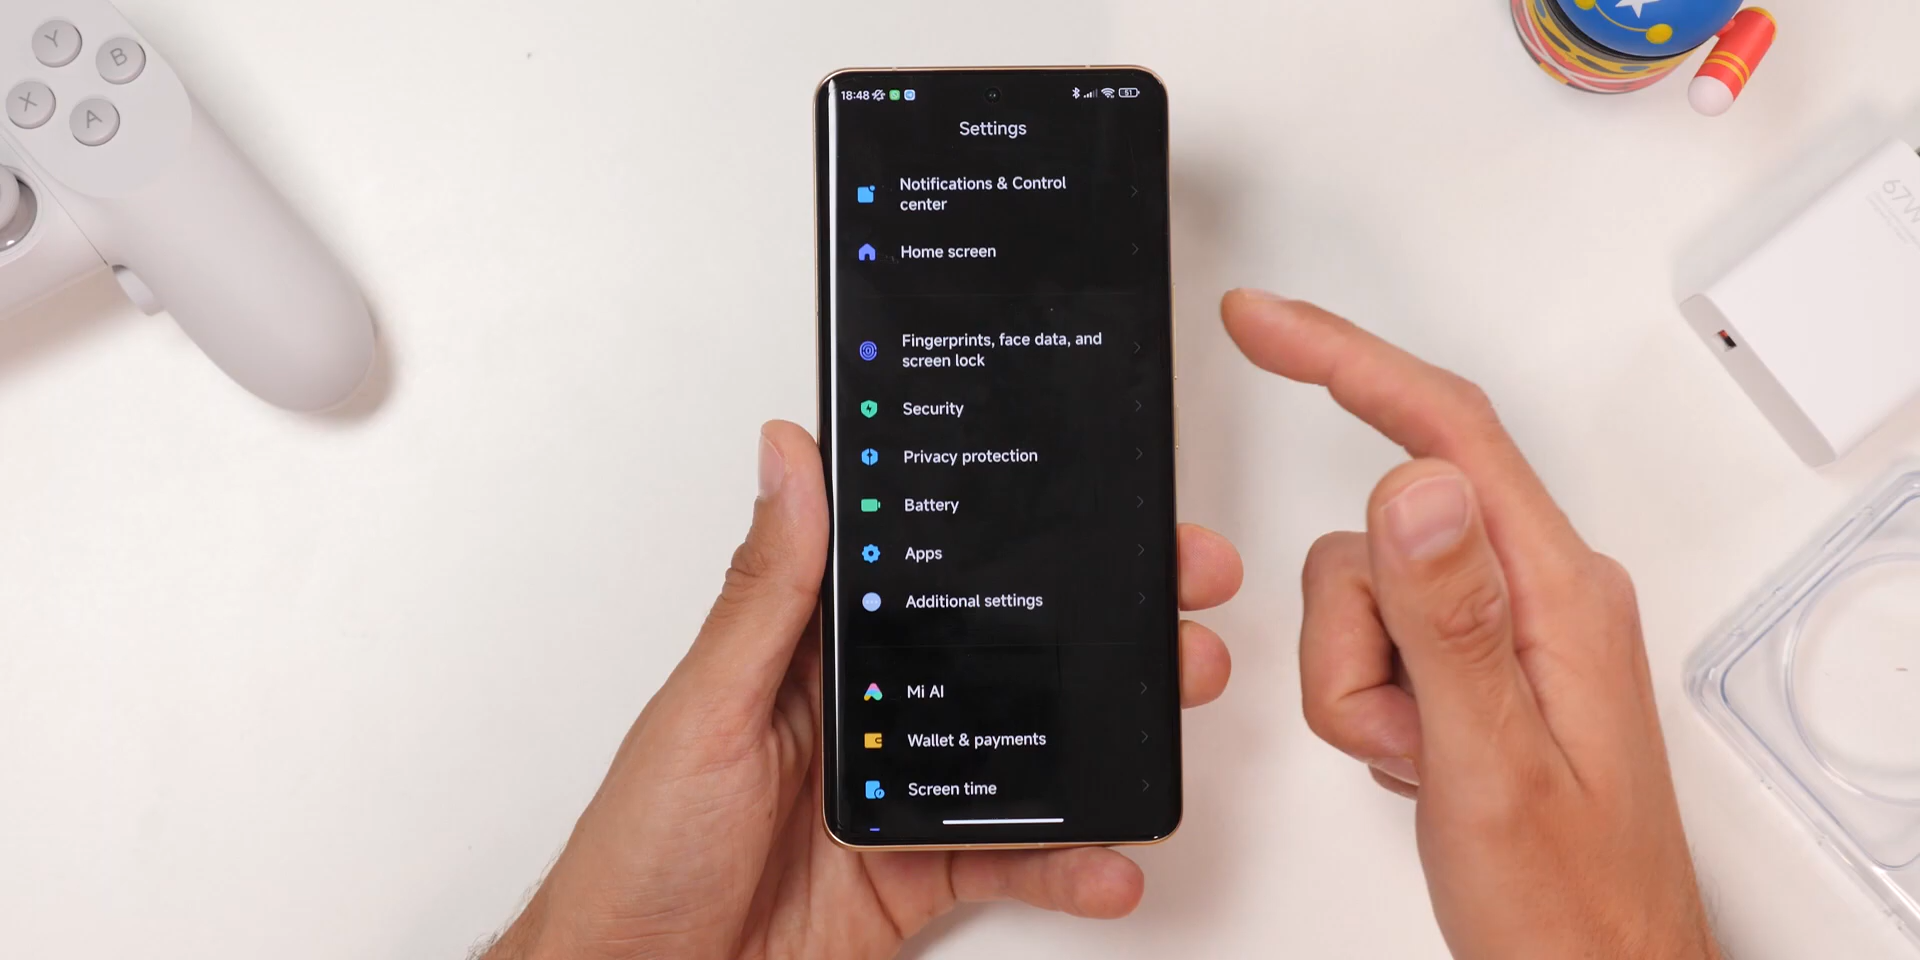 Y
B
X
A
18:48
51
Settings
Notifications & Control
center
Home screen
Fingerprints, face data, and
screen lock
Security
Privacy protection
Battery
Apps
Additional settings
Mi AI
Wallet & payments
Screen time
67W